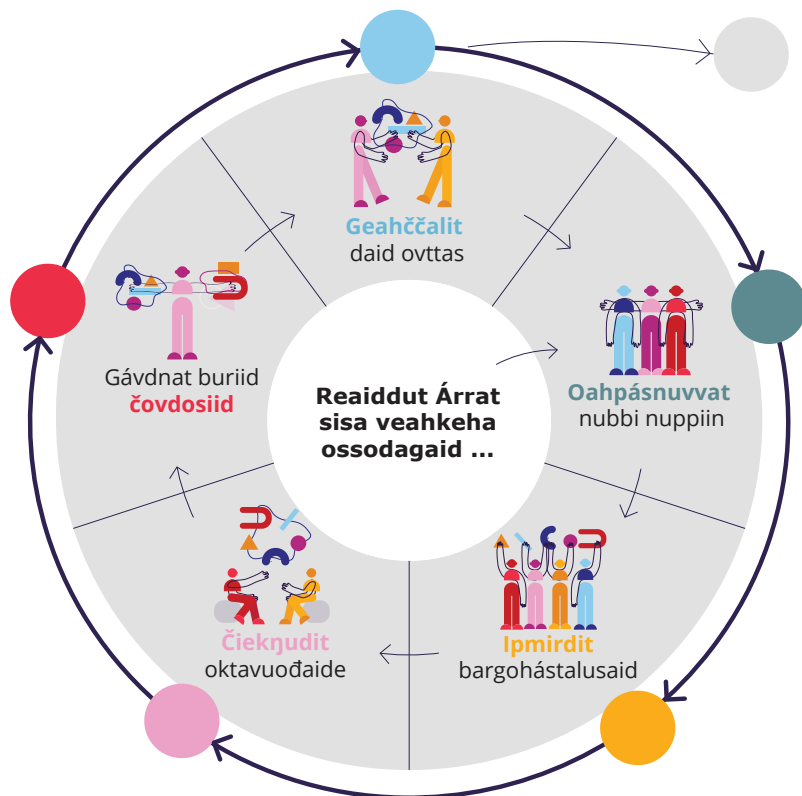 Reaiddut Árrat
sisa veahkeha
ossodagaid ...
Oahpásnuvvat
nubbi nuppiin
Ipmirdit
bargohástalusaid
Čiekŋudit
oktavuođaide
Gávdnat buriid
čovdosiid
Geahččalit
daid ovttas